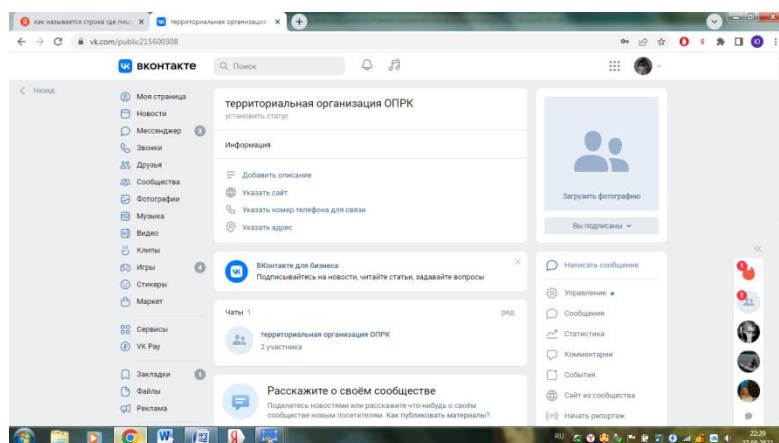 как называется строка где пише
территориальная организация
vk.com/public215600308
вконтакте
Поиск
Назад
Моя страница
Новости
Мессенджер 2
Звонки
Друзья
Сообщества
Фотографии
Музыка
Видео
Клипы
Игры 4
Стикеры
Маркет
Сервисы
VK Pay
Закладки 1
Файлы
Реклама
территориальная организация ОПРК
установить статус
Информация
Добавить описание
Указать сайт
Указать номер телефона для связи
Указать адрес
ВКонтакте для бизнеса
Подписывайтесь на новости, читайте статьи, задавайте вопросы
Чаты 1
ред.
территориальная организация ОПРК
2 участника
Расскажите о своём сообществе
Поделитесь новостями или расскажите что-нибудь о своём
сообществе новым посетителям. Как публиковать материалы?
Загрузить фотографию
Вы подписаны
Написать сообщение
Управление
Сообщения
Статистика
Комментарии
События
Сайт из сообщества
Начать репортаж
RU
22:29